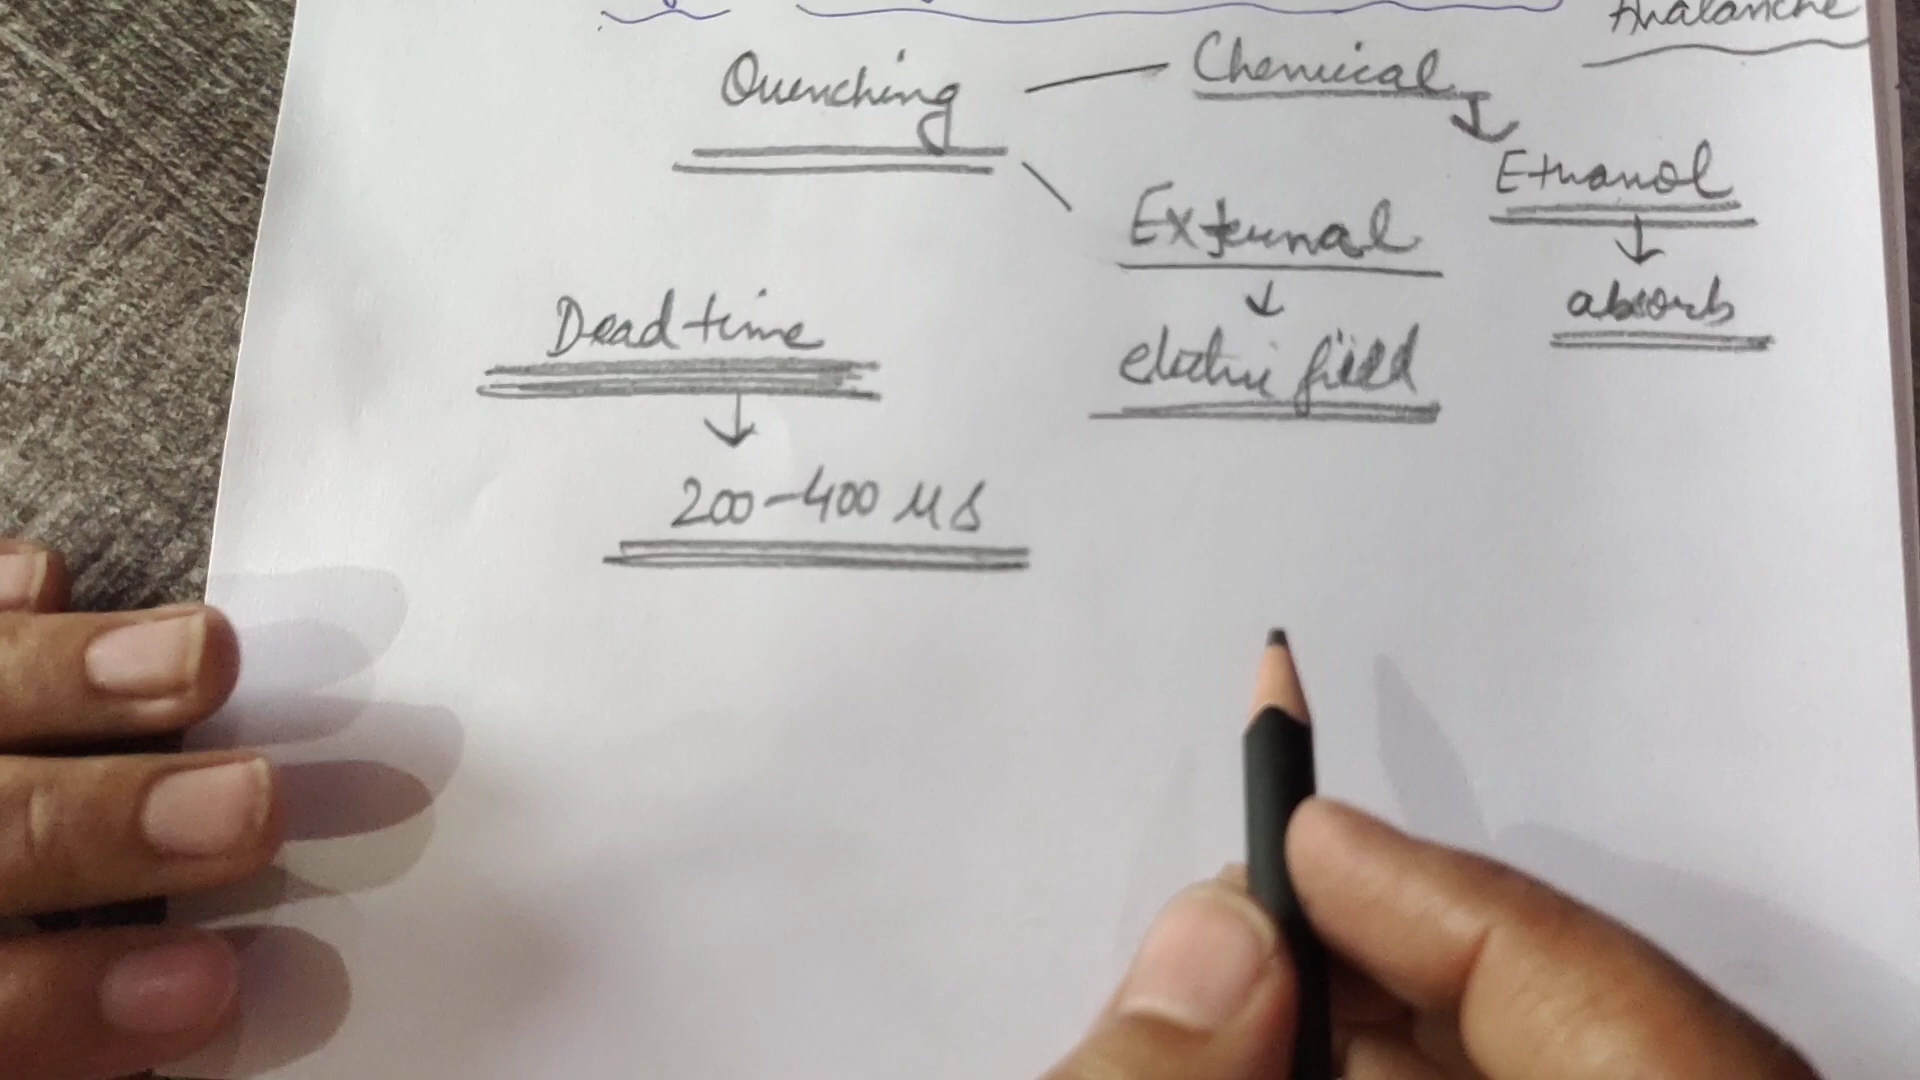 Avalanche
Quenching
Chemical
Ethanol
absorb
External
electric field
Dead time
200-400 μs